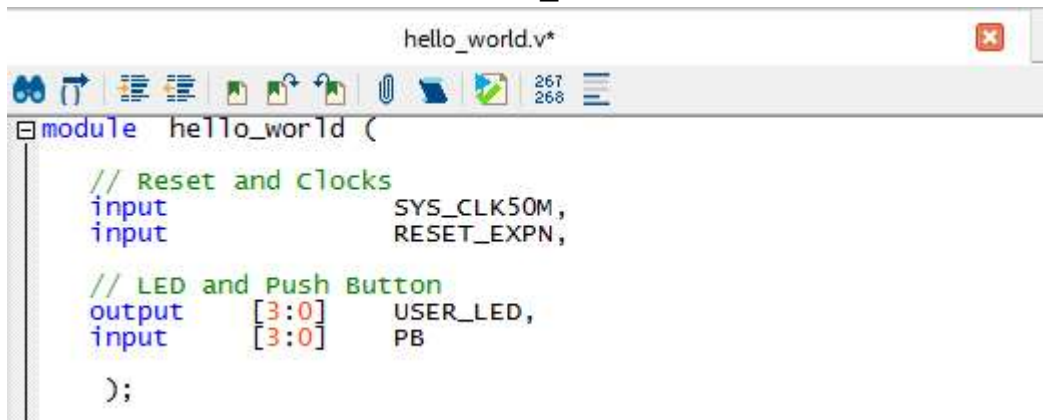 hello_world.v*
267
268
module hello_world (
// Reset and Clocks
input SYS_CLK50M,
input RESET_EXPN,
// LED and Push Button
output [3:0] USER_LED,
input [3:0] PB
);